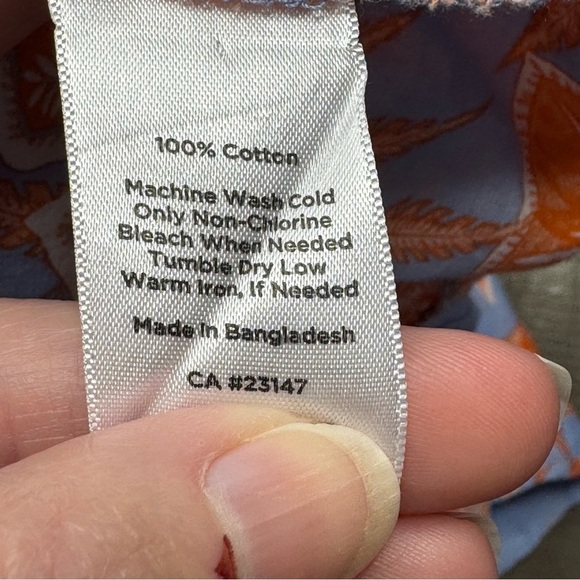 100% Cotton
Machine Wash Cold
Only Non-Chlorine
Bleach When Needed
Tumble Dry Low
Warm Iron, If Needed
Made In Bangladesh
CA #23147